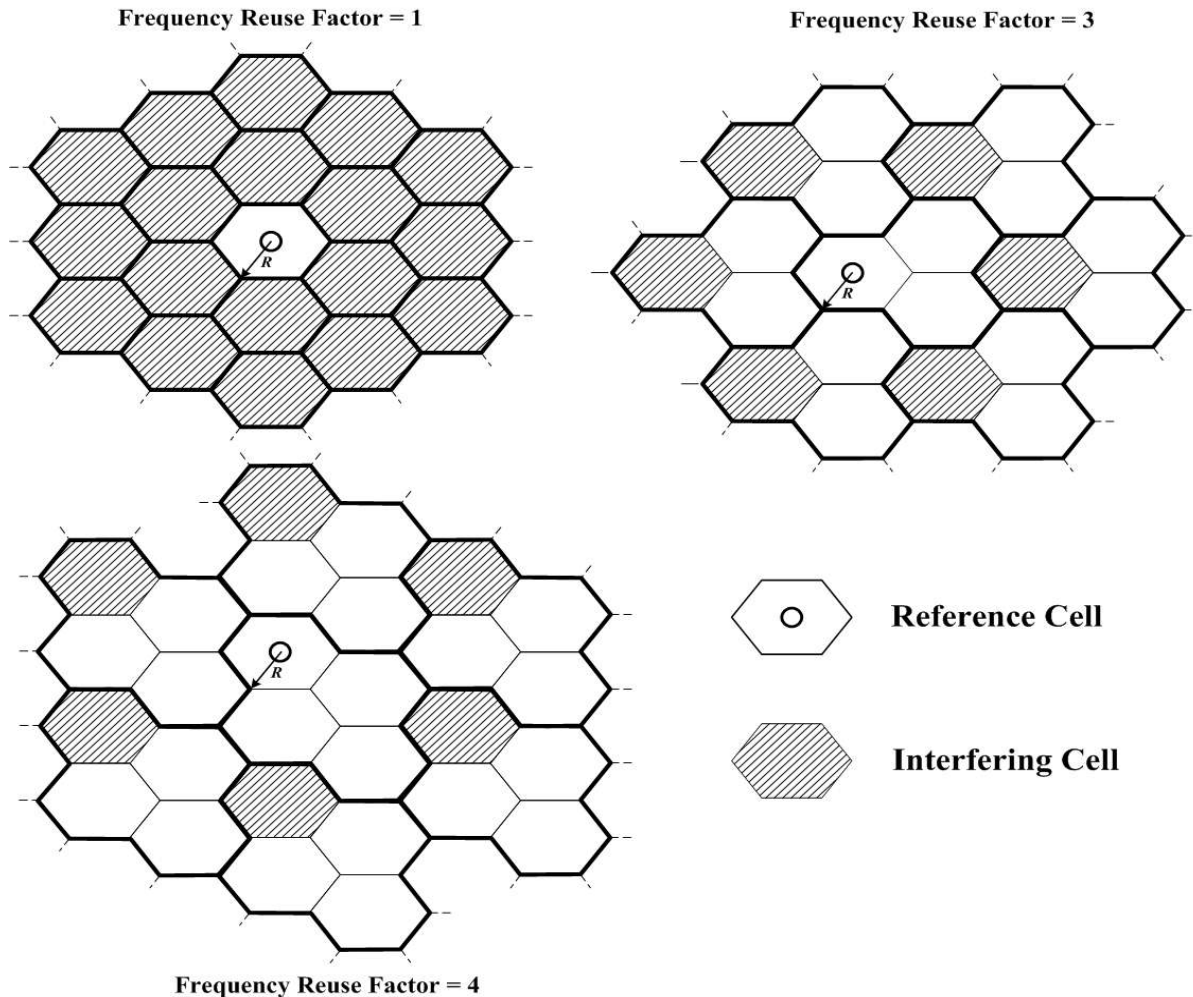 Frequency Reuse Factor = 1
Frequency Reuse Factor = 3
R
R
R
Reference Cell
Interfering Cell
Frequency Reuse Factor = 4